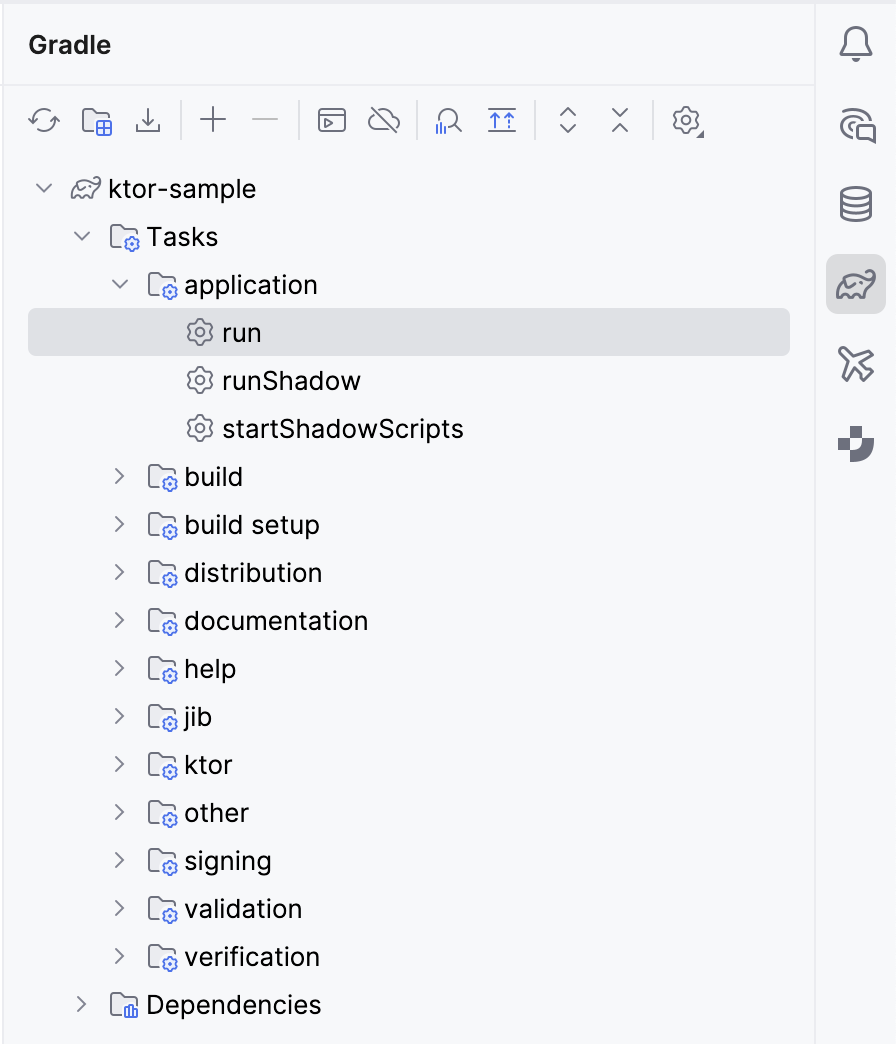 Gradle
ktor-sample
Tasks
application
run
runShadow
startShadowScripts
build
build setup
distribution
documentation
help
jib
ktor
other
signing
validation
verification
Dependencies